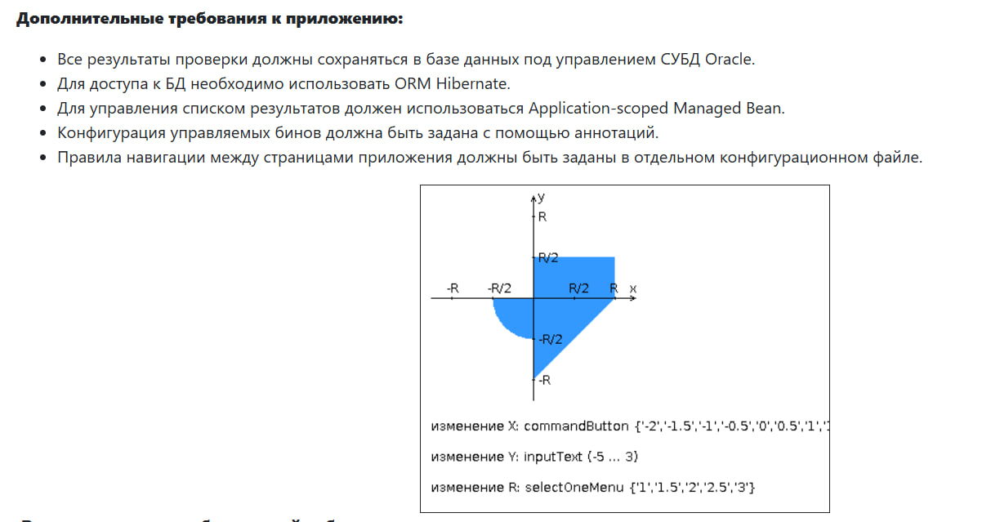 Дополнительные требования к приложению:
Все результаты проверки должны сохраняться в базе данных под управлением СУБД Oracle.
Для доступа к БД необходимо использовать ORM Hibernate.
Для управления списком результатов должен использоваться Application-scoped Managed Bean.
Конфигурация управляемых бинов должна быть задана с помощью аннотаций.
Правила навигации между страницами приложения должны быть заданы в отдельном конфигурационном файле.
y
R
R/2
-R -R/2 R/2 R x
-R/2
-R
изменение X: commandButton {'-2','-1.5','-1','-0.5','0','0.5','1','
изменение Y: inputText (-5 ... 3)
изменение R: selectOneMenu {'1','1.5','2','2.5','3'}